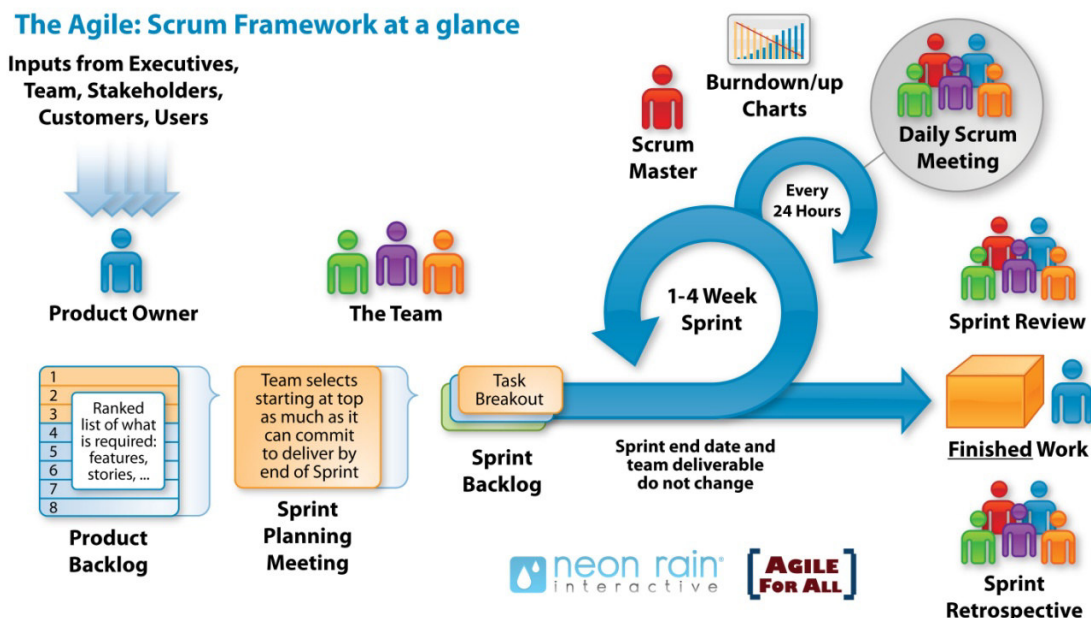 The Agile: Scrum Framework at a glance
Inputs from Executives,
Team, Stakeholders,
Customers, Users
Product Owner
The Team
Scrum
Master
Burndown/up
Charts
Daily Scrum
Meeting
Every
24 Hours
1-4 Week
Sprint
Sprint Review
1
2
3
4
5
6
7
8
Ranked
list of what
is required:
features,
stories, ...
Product
Backlog
Team selects
starting at top
as much as it
can commit
to deliver by
end of Sprint
Sprint
Planning
Meeting
Task
Breakout
Sprint
Backlog
Sprint end date and
team deliverable
do not change
Finished Work
Sprint
Retrospective
neon rain®
interactive
[AGILE
FOR ALL]